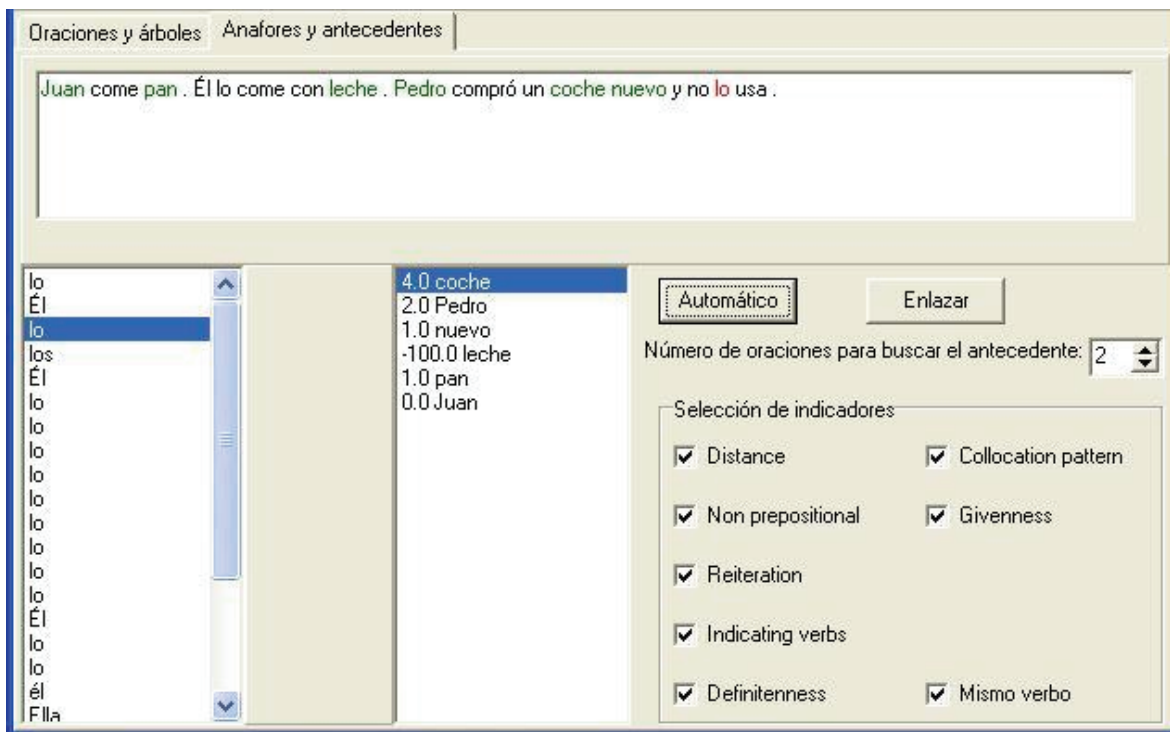 Oraciones y árboles
Anafores y antecedentes
Juan come pan . Él lo come con leche . Pedro compró un coche nuevo y no lo usa .
lo
Él
lo
los
Él
lo
lo
lo
lo
lo
lo
lo
lo
lo
Él
lo
lo
él
Ella
4.0 coche
2.0 Pedro
1.0 nuevo
-100.0 leche
1.0 pan
0.0 Juan
Automático
Enlazar
Número de oraciones para buscar el antecedente: 2
Selección de indicadores
Distance
Collocation pattern
Non prepositional
Givenness
Reiteration
Indicating verbs
Definitenness
Mismo verbo